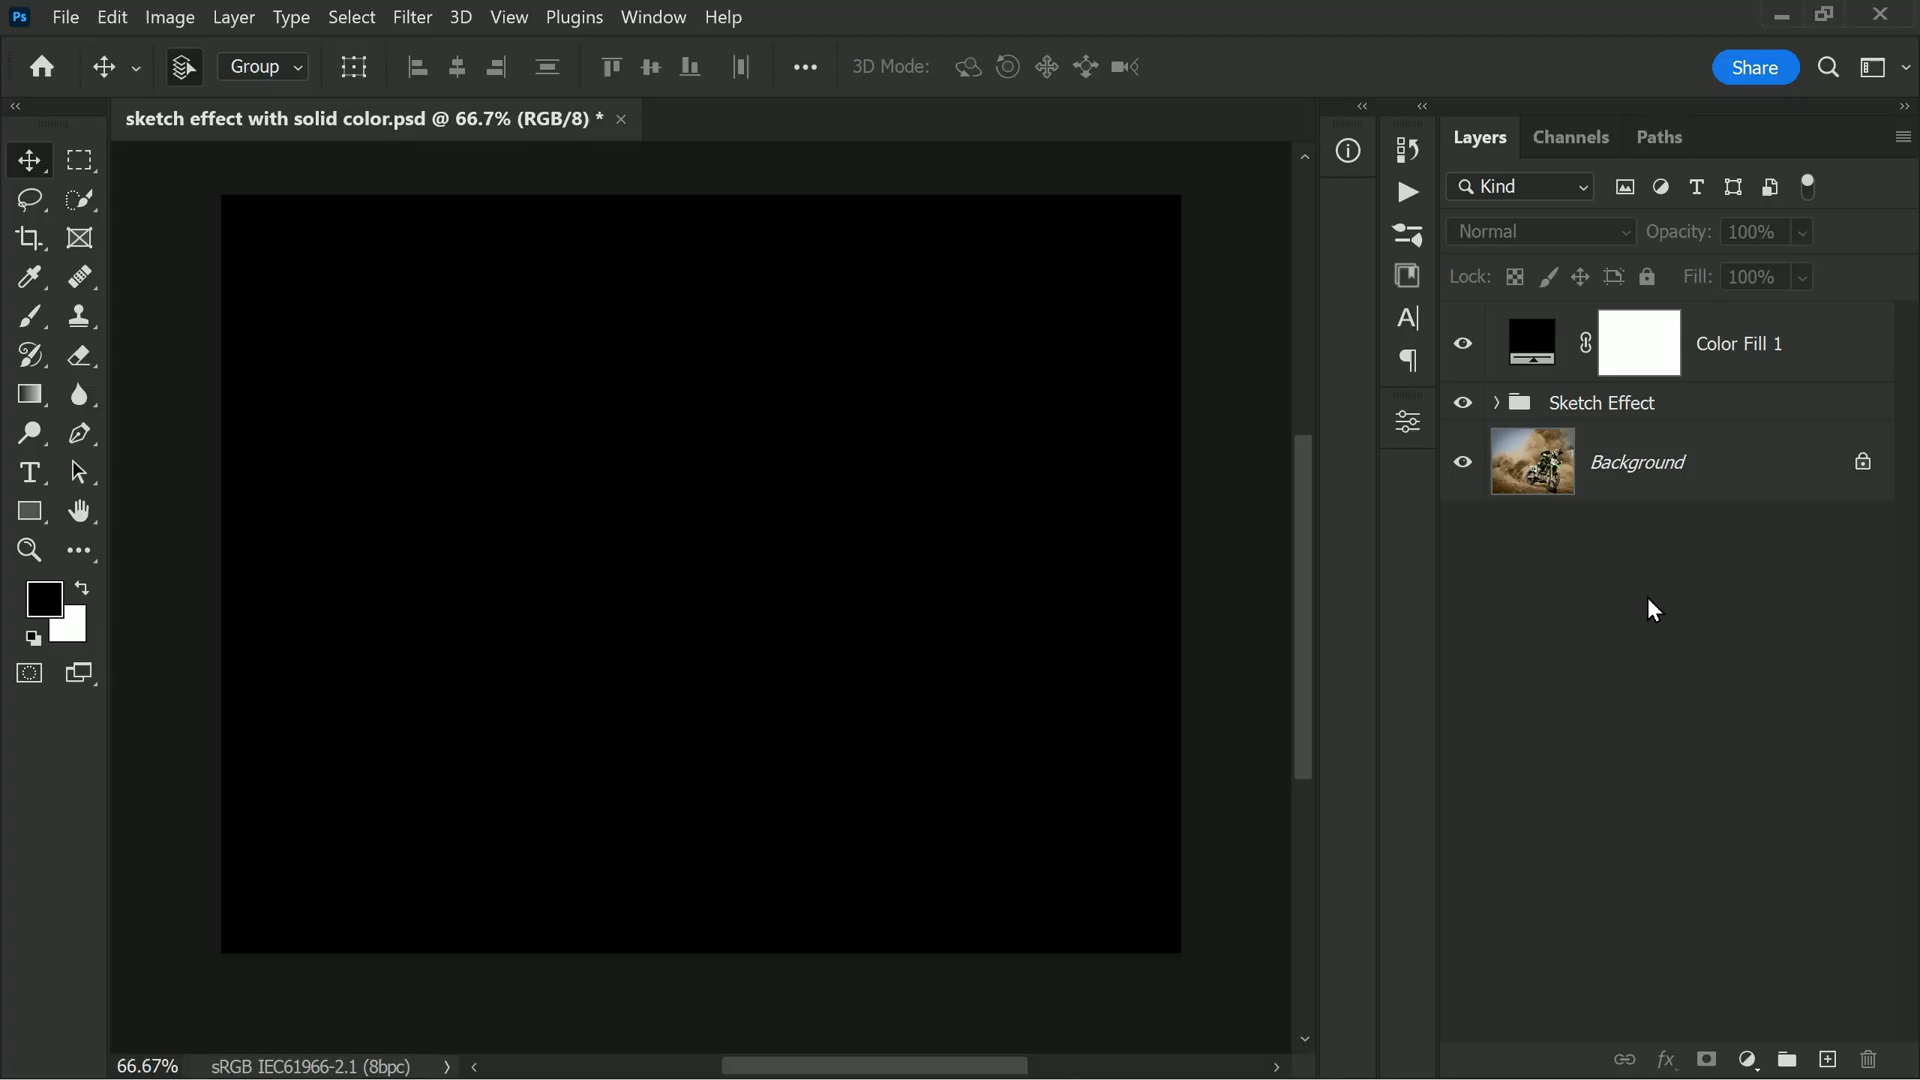 Ps File Edit Image Layer Type Select Filter 3D View Plugins Window Help
Group 3D Mode: Share
sketch effect with solid color.psd @ 66.7% (RGB/8) *
Layers Channels Paths
Kind
Normal Opacity: 100%
Lock: Fill: 100%
Color Fill 1
Sketch Effect
Background
66.67% sRGB IEC61966-2.1 (8bpc)